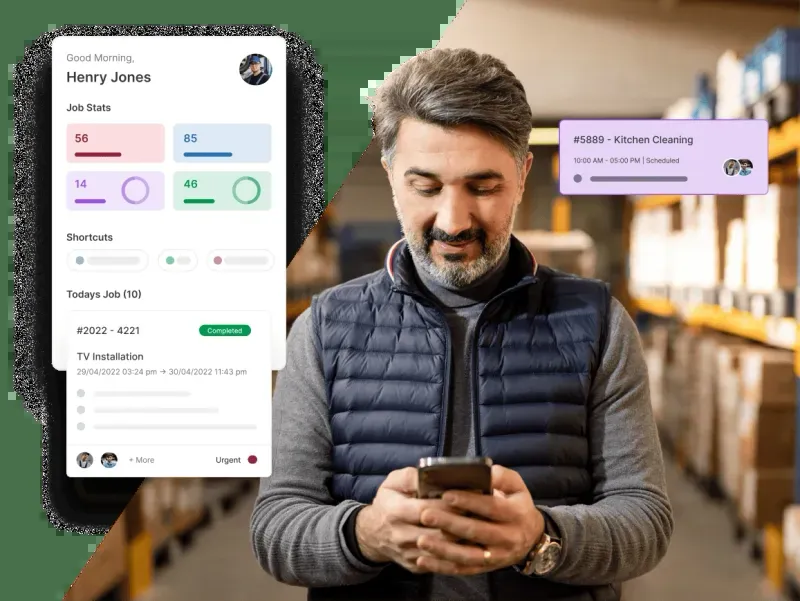 Good Morning,
Henry Jones
Job Stats
56
85
14
46
Shortcuts
Todays Job (10)
#2022 - 4221
Completed
TV Installation
29/04/2022 03:24 pm → 30/04/2022 11:43 pm
+ More
Urgent
#5889 - Kitchen Cleaning
10:00 AM - 05:00 PM | Scheduled